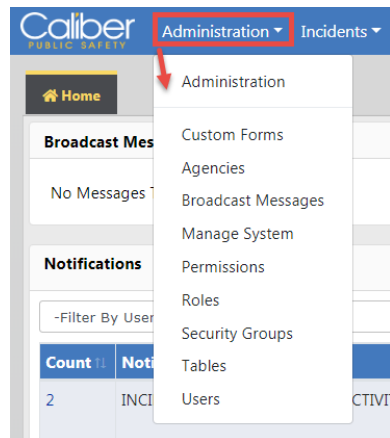 Caliber
PUBLIC SAFETY
Administration
Incidents
Home
Administration
Custom Forms
Agencies
Broadcast Messages
Manage System
Permissions
Roles
Security Groups
Tables
Users
Broadcast Mes
No Messages
Notifications
-Filter By User
Count Noti
2 INCI CTIVI